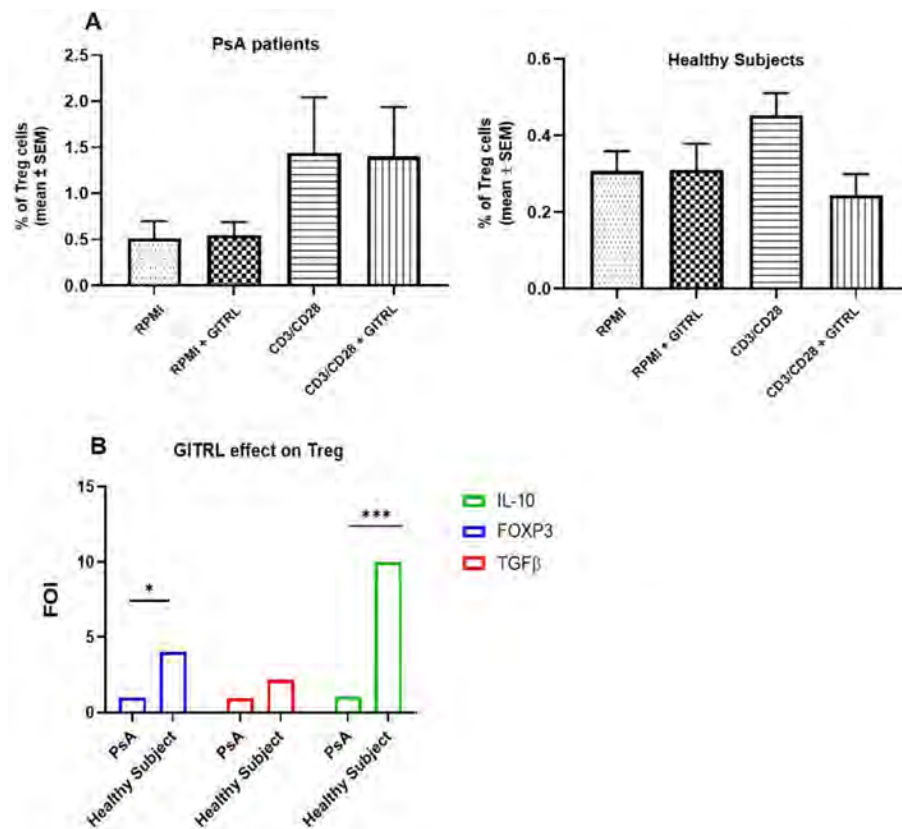 A
PsA patients
% of Treg cells
(mean ± SEM)
2.5
2.0
1.5
1.0
0.5
0.0
RPMI
RPMI + GITRL
CD3/CD28
CD3/CD28 + GITRL
Healthy Subjects
% of Treg cells
(mean ± SEM)
0.6
0.4
0.2
0.0
RPMI
RPMI + GITRL
CD3/CD28
CD3/CD28 + GITRL
B
GITRL effect on Treg
FOI
15
10
5
0
*
***
PsA
Healthy Subject
PsA
Healthy Subject
PsA
Healthy Subject
IL-10
FOXP3
TGFβ